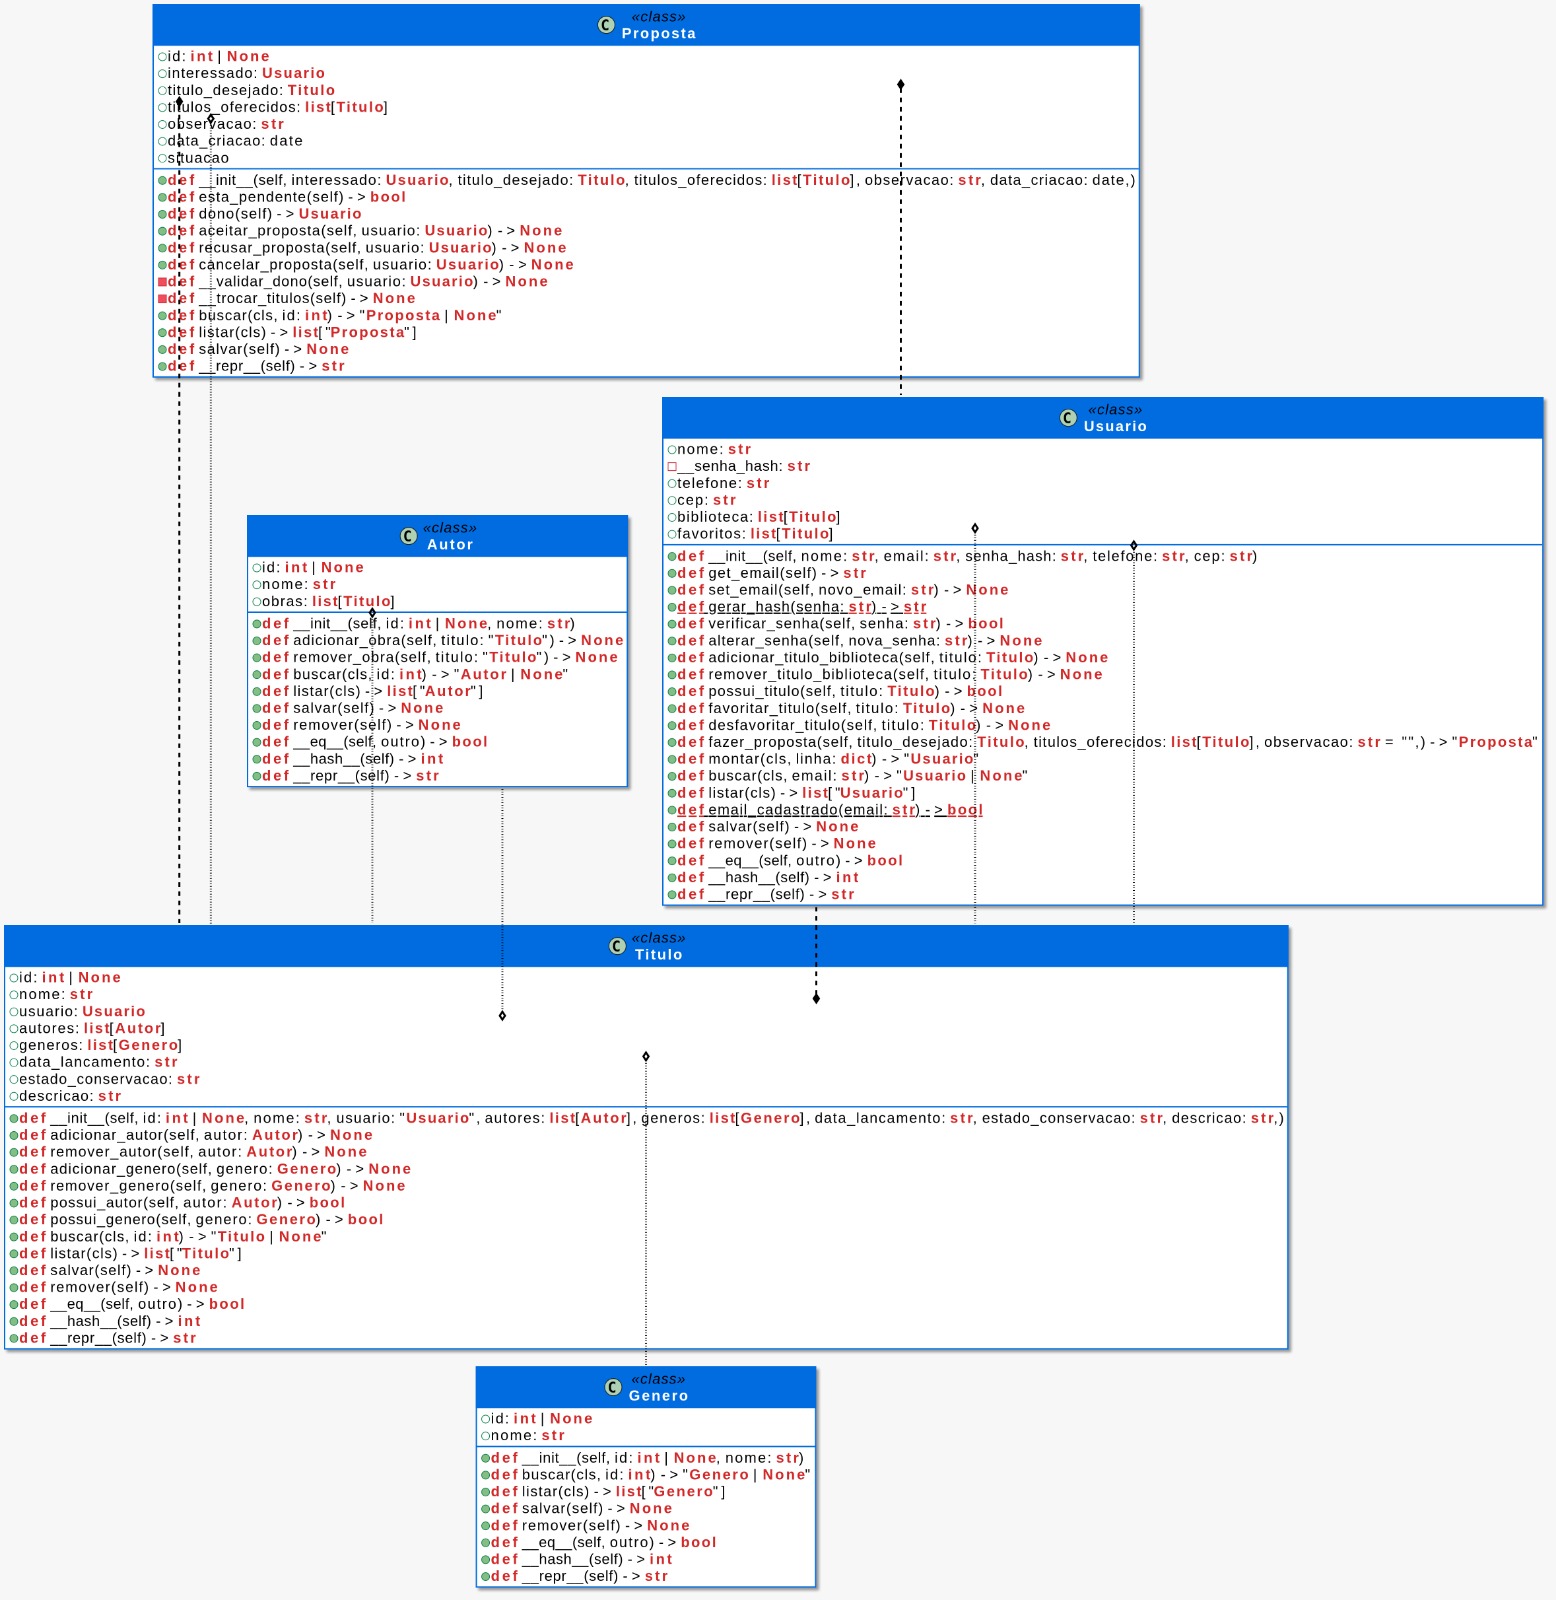 «class»
Proposta
id: int | None
interessado: Usuario
titulo_desejado: Titulo
titulos_oferecidos: list[Titulo]
observacao: str
data_criacao: date
situacao
def __init__(self, interessado: Usuario, titulo_desejado: Titulo, titulos_oferecidos: list[Titulo], observacao: str, data_criacao: date,)
def esta_pendente(self) -> bool
def dono(self) -> Usuario
def aceitar_proposta(self, usuario: Usuario) -> None
def recusar_proposta(self, usuario: Usuario) -> None
def cancelar_proposta(self, usuario: Usuario) -> None
def __validar_dono(self, usuario: Usuario) -> None
def __trocar_titulos(self) -> None
def buscar(cls, id: int) -> "Proposta | None"
def listar(cls) -> list["Proposta"]
def salvar(self) -> None
def __repr__(self) -> str
«class»
Usuario
nome: str
__senha_hash: str
telefone: str
cep: str
biblioteca: list[Titulo]
favoritos: list[Titulo]
def __init__(self, nome: str, email: str, senha_hash: str, telefone: str, cep: str)
def get_email(self) -> str
def set_email(self, novo_email: str) -> None
def gerar_hash(senha: str) -> str
def verificar_senha(self, senha: str) -> bool
def alterar_senha(self, nova_senha: str) -> None
def adicionar_titulo_biblioteca(self, titulo: Titulo) -> None
def remover_titulo_biblioteca(self, titulo: Titulo) -> None
def possui_titulo(self, titulo: Titulo) -> bool
def favoritar_titulo(self, titulo: Titulo) -> None
def desfavoritar_titulo(self, titulo: Titulo) -> None
def fazer_proposta(self, titulo_desejado: Titulo, titulos_oferecidos: list[Titulo], observacao: str = "",) -> "Proposta"
def montar(cls, linha: dict) -> "Usuario"
def buscar(cls, email: str) -> "Usuario | None"
def listar(cls) -> list["Usuario"]
def email_cadastrado(email: str) -> bool
def salvar(self) -> None
def remover(self) -> None
def __eq__(self, outro) -> bool
def __hash__(self) -> int
def __repr__(self) -> str
«class»
Autor
id: int | None
nome: str
obras: list[Titulo]
def __init__(self, id: int | None, nome: str)
def adicionar_obra(self, titulo: "Titulo") -> None
def remover_obra(self, titulo: "Titulo") -> None
def buscar(cls, id: int) -> "Autor | None"
def listar(cls) -> list["Autor"]
def salvar(self) -> None
def remover(self) -> None
def __eq__(self, outro) -> bool
def __hash__(self) -> int
def __repr__(self) -> str
«class»
Titulo
id: int | None
nome: str
usuario: Usuario
autores: list[Autor]
generos: list[Genero]
data_lancamento: str
estado_conservacao: str
descricao: str
def __init__(self, id: int | None, nome: str, usuario: "Usuario", autores: list[Autor], generos: list[Genero], data_lancamento: str, estado_conservacao: str, descricao: str,)
def adicionar_autor(self, autor: Autor) -> None
def remover_autor(self, autor: Autor) -> None
def adicionar_genero(self, genero: Genero) -> None
def remover_genero(self, genero: Genero) -> None
def possui_autor(self, autor: Autor) -> bool
def possui_genero(self, genero: Genero) -> bool
def buscar(cls, id: int) -> "Titulo | None"
def listar(cls) -> list["Titulo"]
def salvar(self) -> None
def remover(self) -> None
def __eq__(self, outro) -> bool
def __hash__(self) -> int
def __repr__(self) -> str
«class»
Genero
id: int | None
nome: str
def __init__(self, id: int | None, nome: str)
def buscar(cls, id: int) -> "Genero | None"
def listar(cls) -> list["Genero"]
def salvar(self) -> None
def remover(self) -> None
def __eq__(self, outro) -> bool
def __hash__(self) -> int
def __repr__(self) -> str